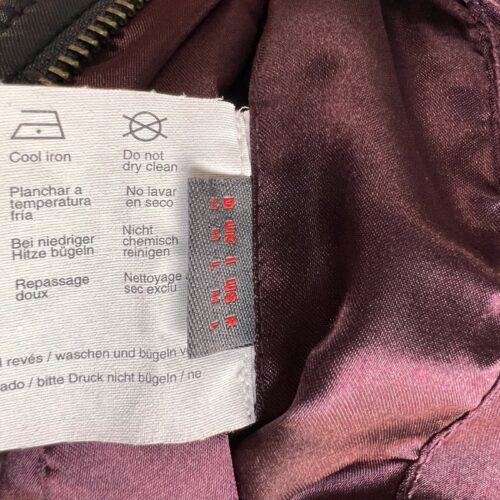 Cool iron
Do not
dry clean
Planchar a
temperatura
fria
No lavar
en seco
Bei niedriger
Hitze bügeln
Nicht
chemisch
reinigen
Repassage
doux
Nettoyage
sec exclu
revés / waschen und bügeln
ado / bitte Druck nicht bügeln / ne